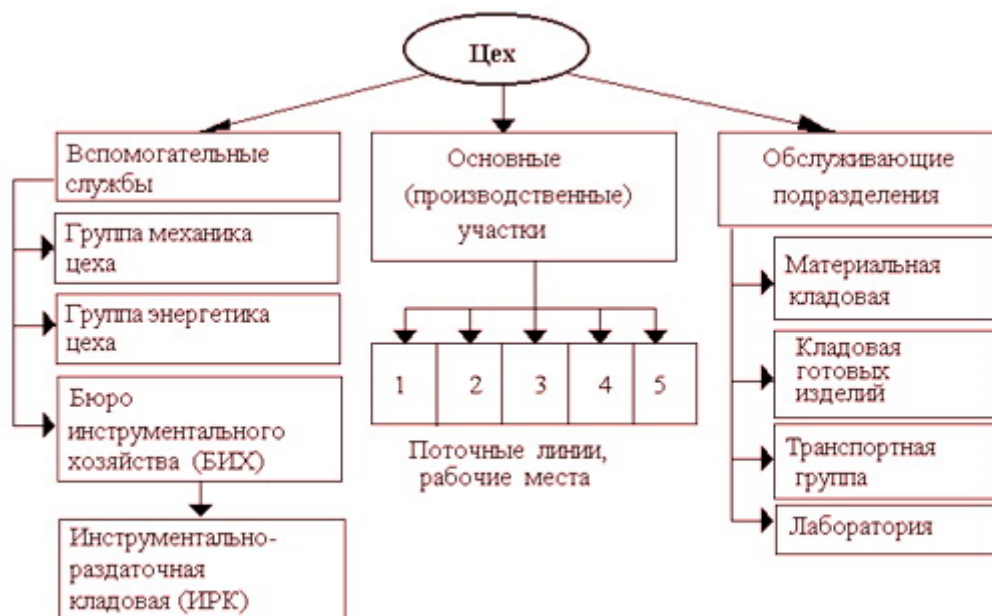 Цех
Вспомогательные
службы
Группа механика
цеха
Группа энергетика
цеха
Бюро
инструментального
хозяйства (БИХ)
Инструментально-
раздаточная
кладовая (ИРК)
Основные
(производственные)
участки
1 2 3 4 5
Поточные линии,
рабочие места
Обслуживающие
подразделения
Материальная
кладовая
Кладовая
готовых
изделий
Транспортная
группа
Лаборатория